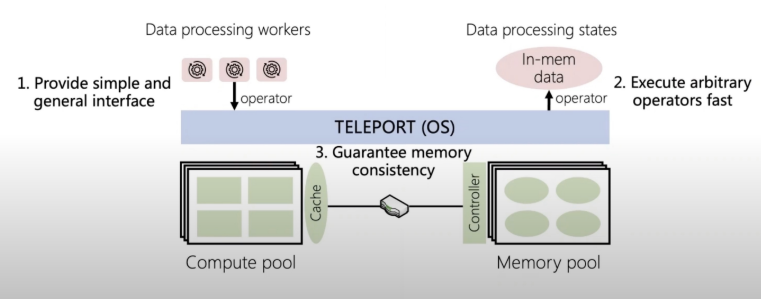 Data processing workers
Data processing states
1. Provide simple and
general interface
operator
In-mem
data
operator
2. Execute arbitrary
operators fast
TELEPORT (OS)
3. Guarantee memory
consistency
Cache
Controller
Compute pool
Memory pool